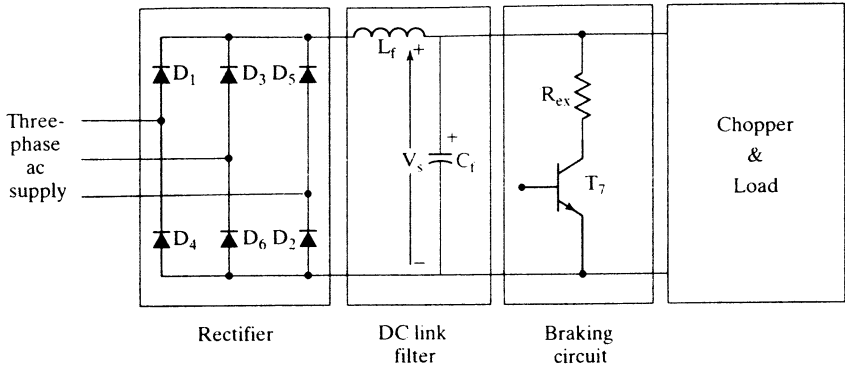 D1
D3
D5
D4
D6
D2
Three-
phase
ac
supply
Lf
+
Vs
+
Cf
−
Rex
T7
Chopper
&
Load
Rectifier
DC link
filter
Braking
circuit